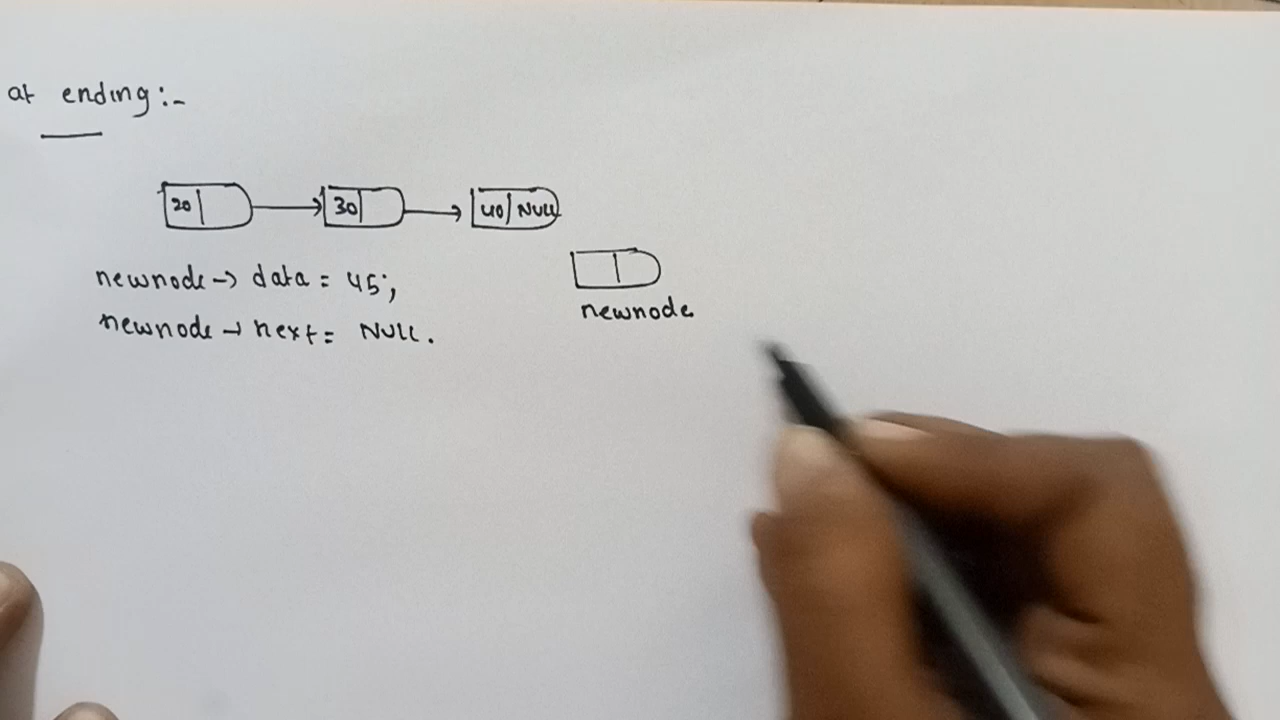 at ending:-
20 30 40 NULL
newnode → data = 45;
newnode
newnode → next = NULL.